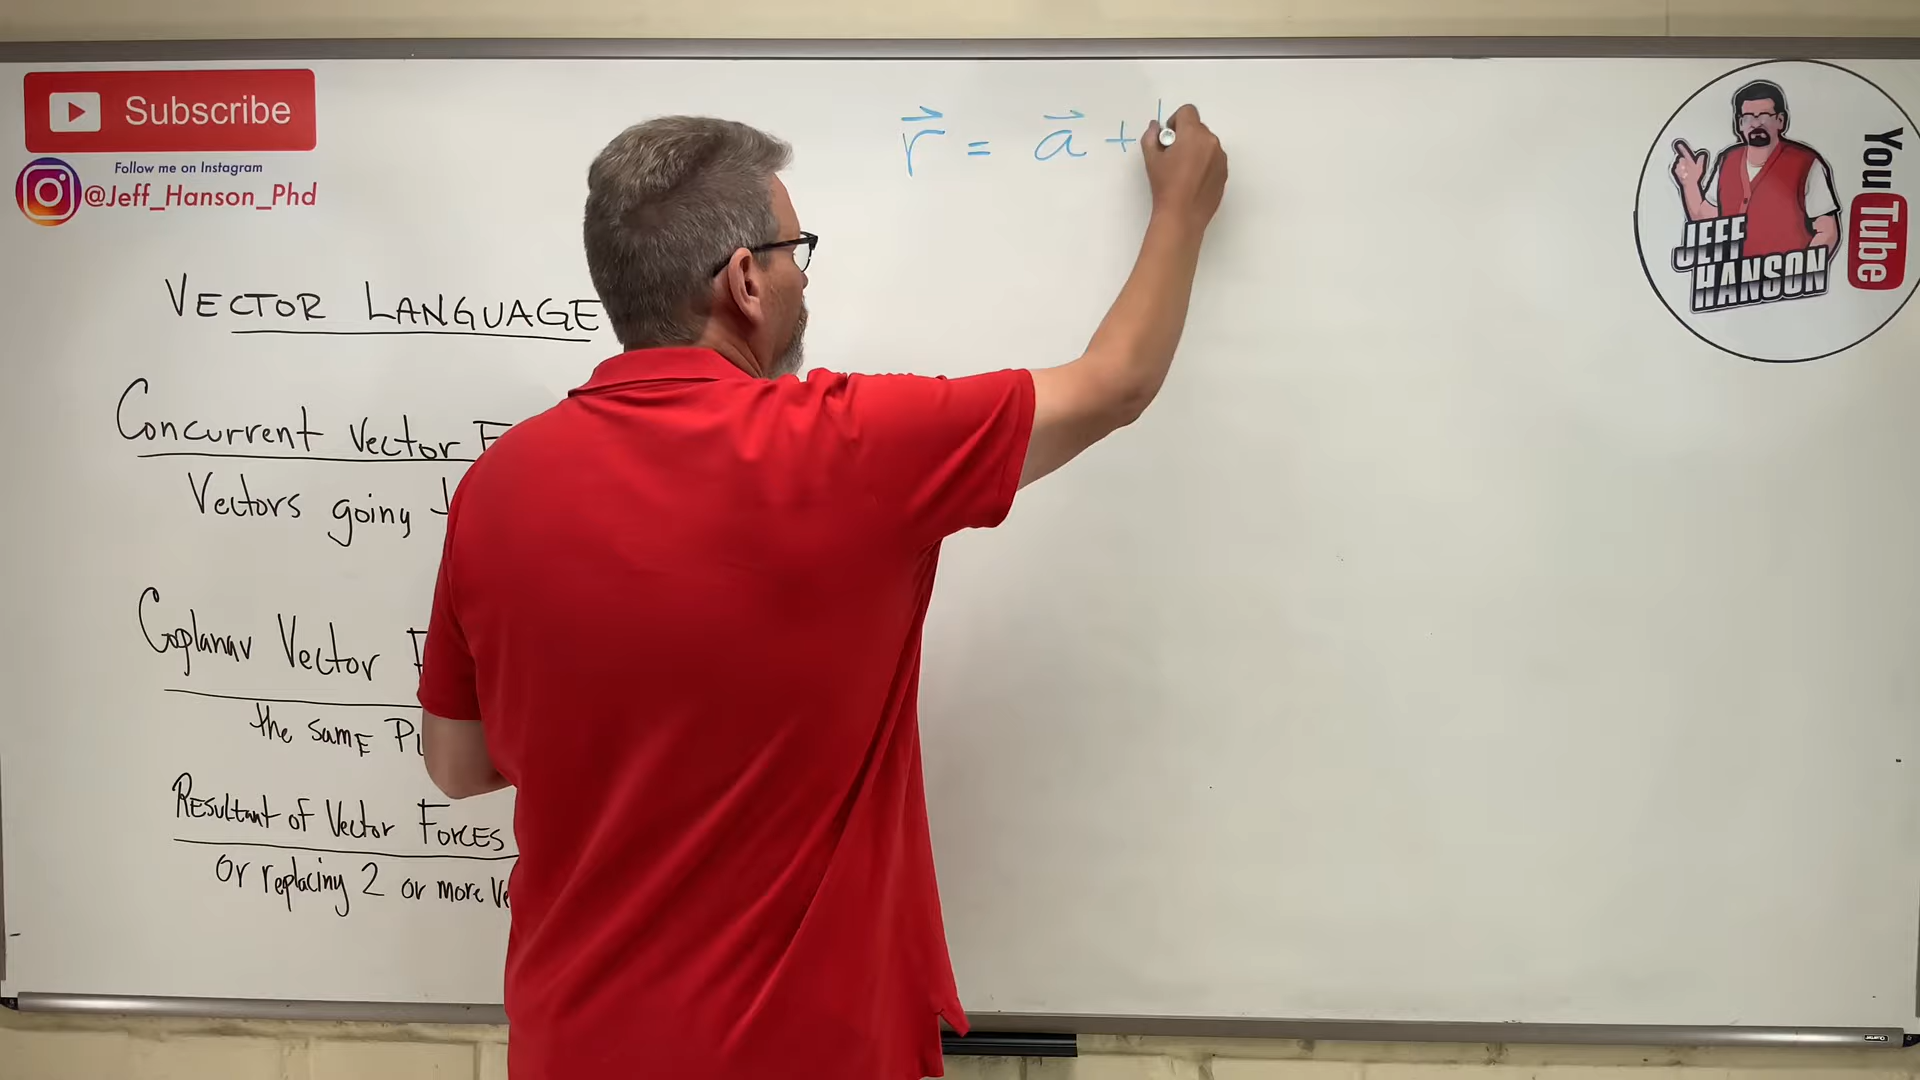 Subscribe
Follow me on Instagram
@Jeff_Hanson_Phd
JEFF
HANSON
YouTube
r⃗ = a⃗ +
VECTOR LANGUAGE
Concurrent Vector
Vectors going
Coplanar Vector
the samE
REsultant of Vector ForcES
or replacing 2 or more